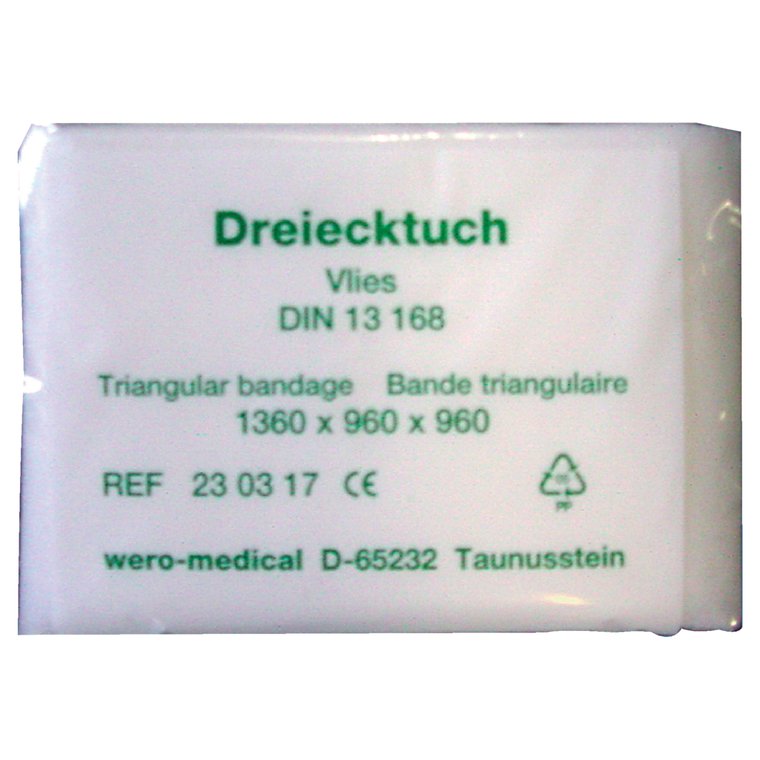 Dreiecktuch
Vlies
DIN 13 168
Triangular bandage Bande triangulaire
1360 x 960 x 960
REF 23 03 17 CE
05
PP
wero-medical D-65232 Taunusstein